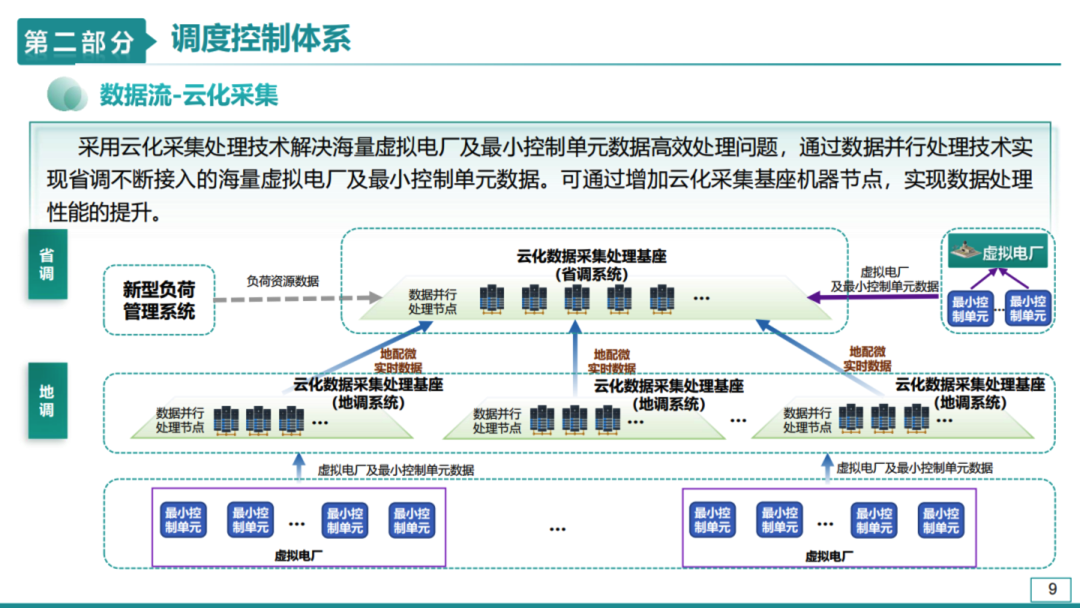 第二部分
调度控制体系
数据流-云化采集
采用云化采集处理技术解决海量虚拟电厂及最小控制单元数据高效处理问题，通过数据并行处理技术实
现省调不断接入的海量虚拟电厂及最小控制单元数据。可通过增加云化采集基座机器节点，实现数据处理
性能的提升。
省
调
新型负荷
管理系统
负荷资源数据
云化数据采集处理基座
（省调系统）
数据并行
处理节点
...
虚拟电厂
及最小控制单元数据
虚拟电厂
最小控
制单元
...
最小控
制单元
地配微
实时数据
地配微
实时数据
地配微
实时数据
地
调
云化数据采集处理基座
（地调系统）
数据并行
处理节点
...
云化数据采集处理基座
（地调系统）
数据并行
处理节点
...
...
云化数据采集处理基座
（地调系统）
数据并行
处理节点
...
虚拟电厂及最小控制单元数据
虚拟电厂及最小控制单元数据
最小控
制单元
最小控
制单元
...
最小控
制单元
最小控
制单元
虚拟电厂
...
最小控
制单元
最小控
制单元
...
最小控
制单元
最小控
制单元
虚拟电厂
9